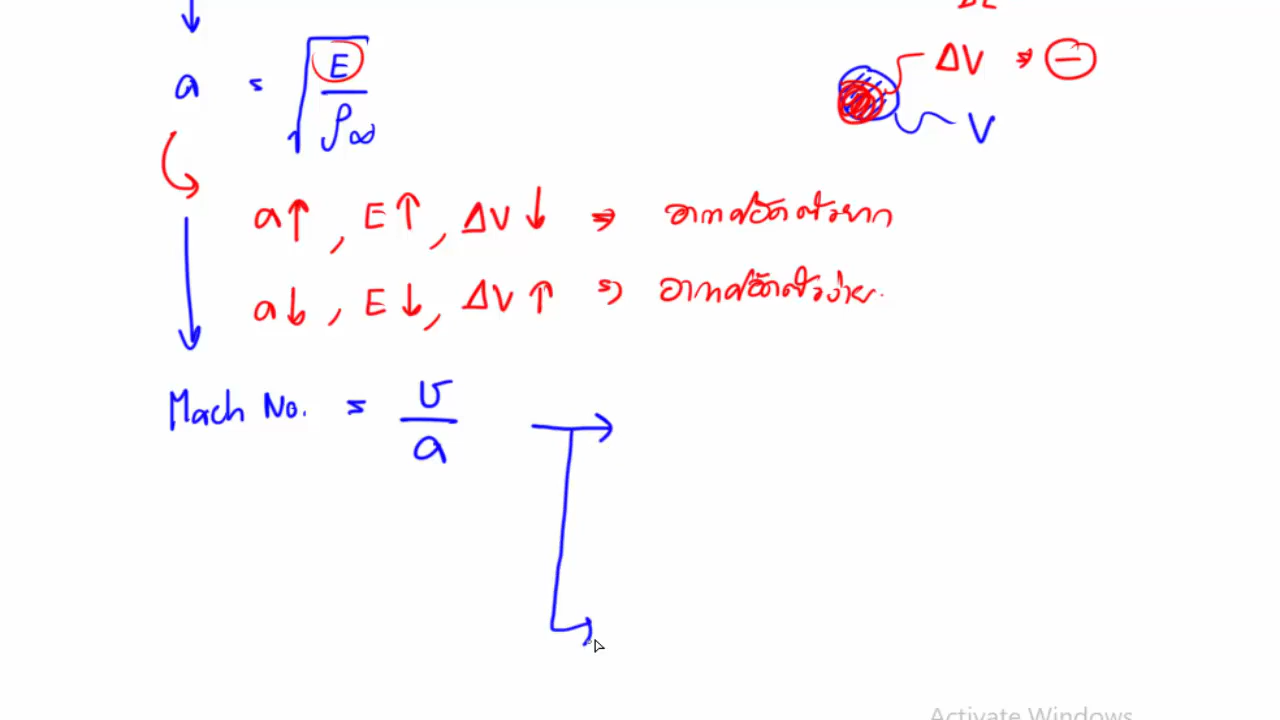 ΔV ⇒ ⊖
a = √(E/ρ∞)
V
a↑, E↑, ΔV↓ ⇒ อากาศอัดตัวยาก
a↓, E↓, ΔV↑ ⇒ อากาศอัดตัวง่าย.
Mach No. = v/a →
Activate Windows